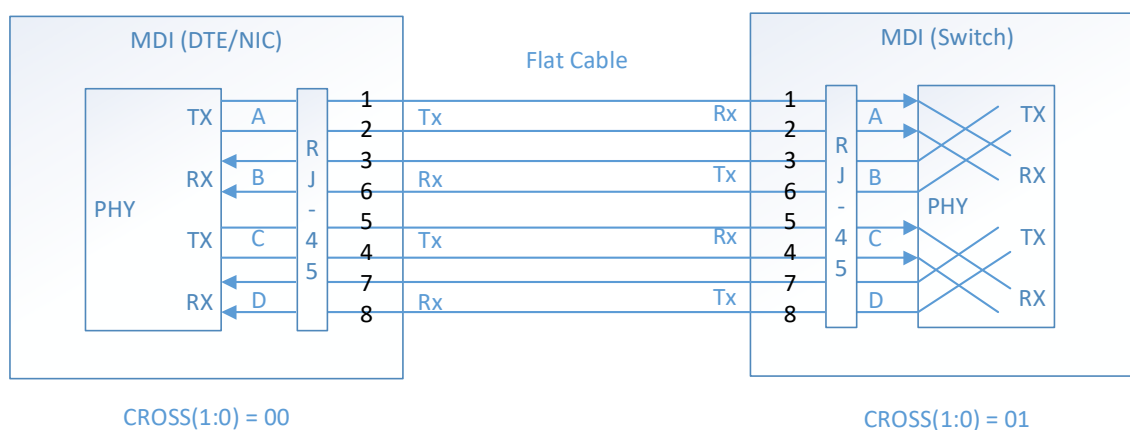 MDI (DTE/NIC)
Flat Cable
MDI (Switch)
PHY
TX
A
RX
B
TX
C
RX
D
R
J
-
4
5
1
2
3
6
5
4
7
8
Tx
Rx
Tx
Rx
Rx
Tx
Rx
Tx
1
2
3
6
5
4
7
8
R
J
-
4
5
A
B
C
D
TX
RX
PHY
TX
RX
CROSS(1:0) = 00
CROSS(1:0) = 01